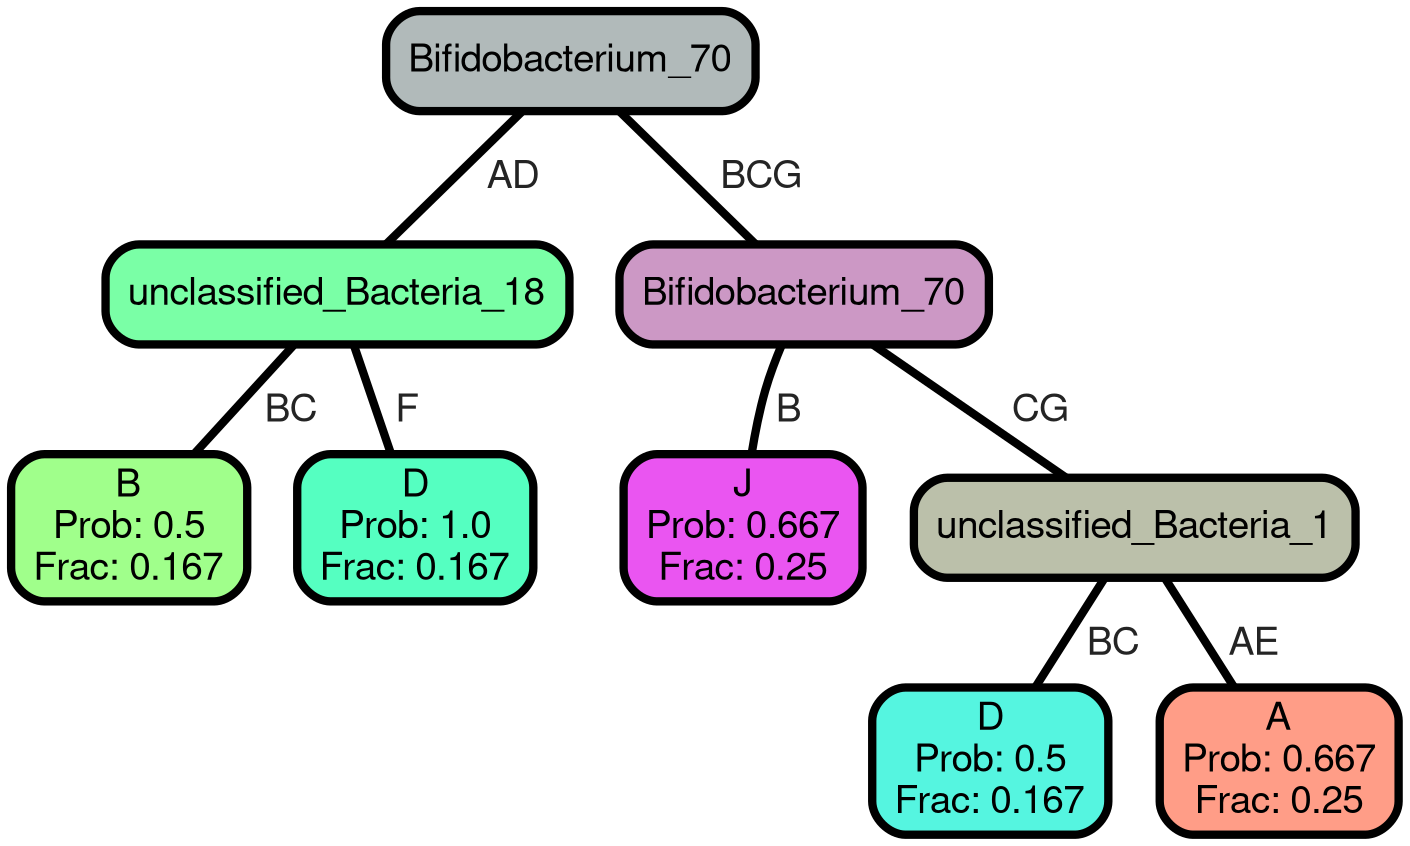 Bifidobacterium_70
AD
BCG
unclassified_Bacteria_18
Bifidobacterium_70
BC
F
B
CG
B
Prob: 0.5
Frac: 0.167
D
Prob: 1.0
Frac: 0.167
J
Prob: 0.667
Frac: 0.25
unclassified_Bacteria_1
BC
AE
D
Prob: 0.5
Frac: 0.167
A
Prob: 0.667
Frac: 0.25